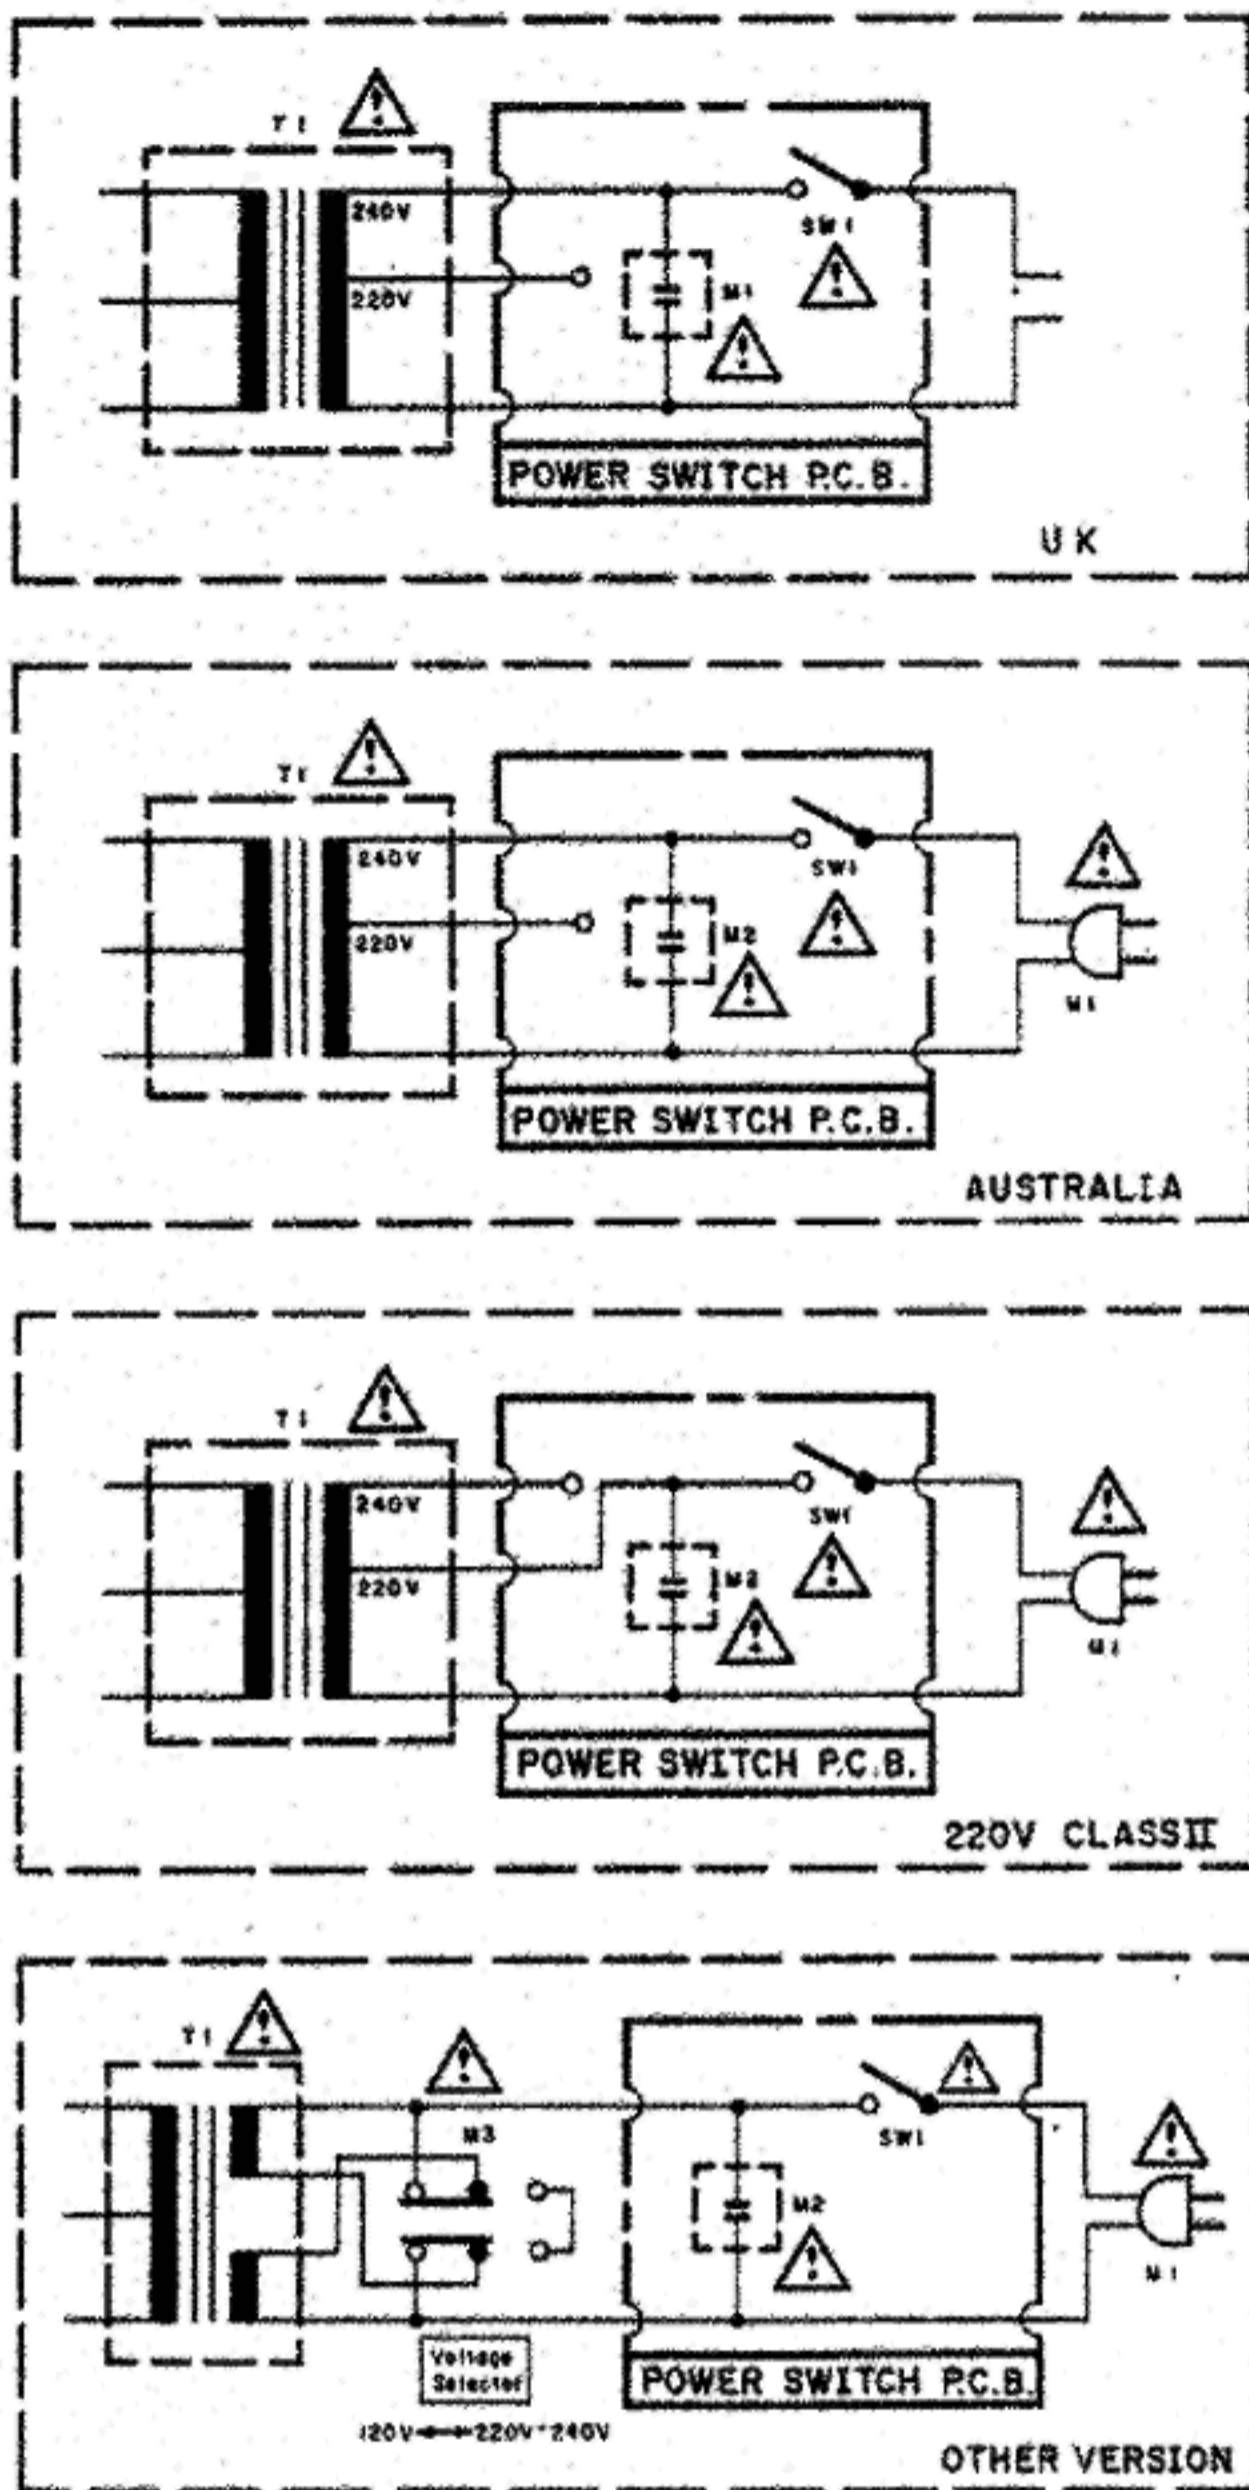 T1
240V
220V
SW1
M1
POWER SWITCH P.C.B.
UK
T1
240V
220V
SW1
M2
M1
POWER SWITCH P.C.B.
AUSTRALIA
T1
240V
220V
SW1
M2
M1
POWER SWITCH P.C.B.
220V CLASS II
T1
M3
SW1
M2
M1
Voltage
Selector
POWER SWITCH P.C.B.
120V ↔ 220V~240V
OTHER VERSION